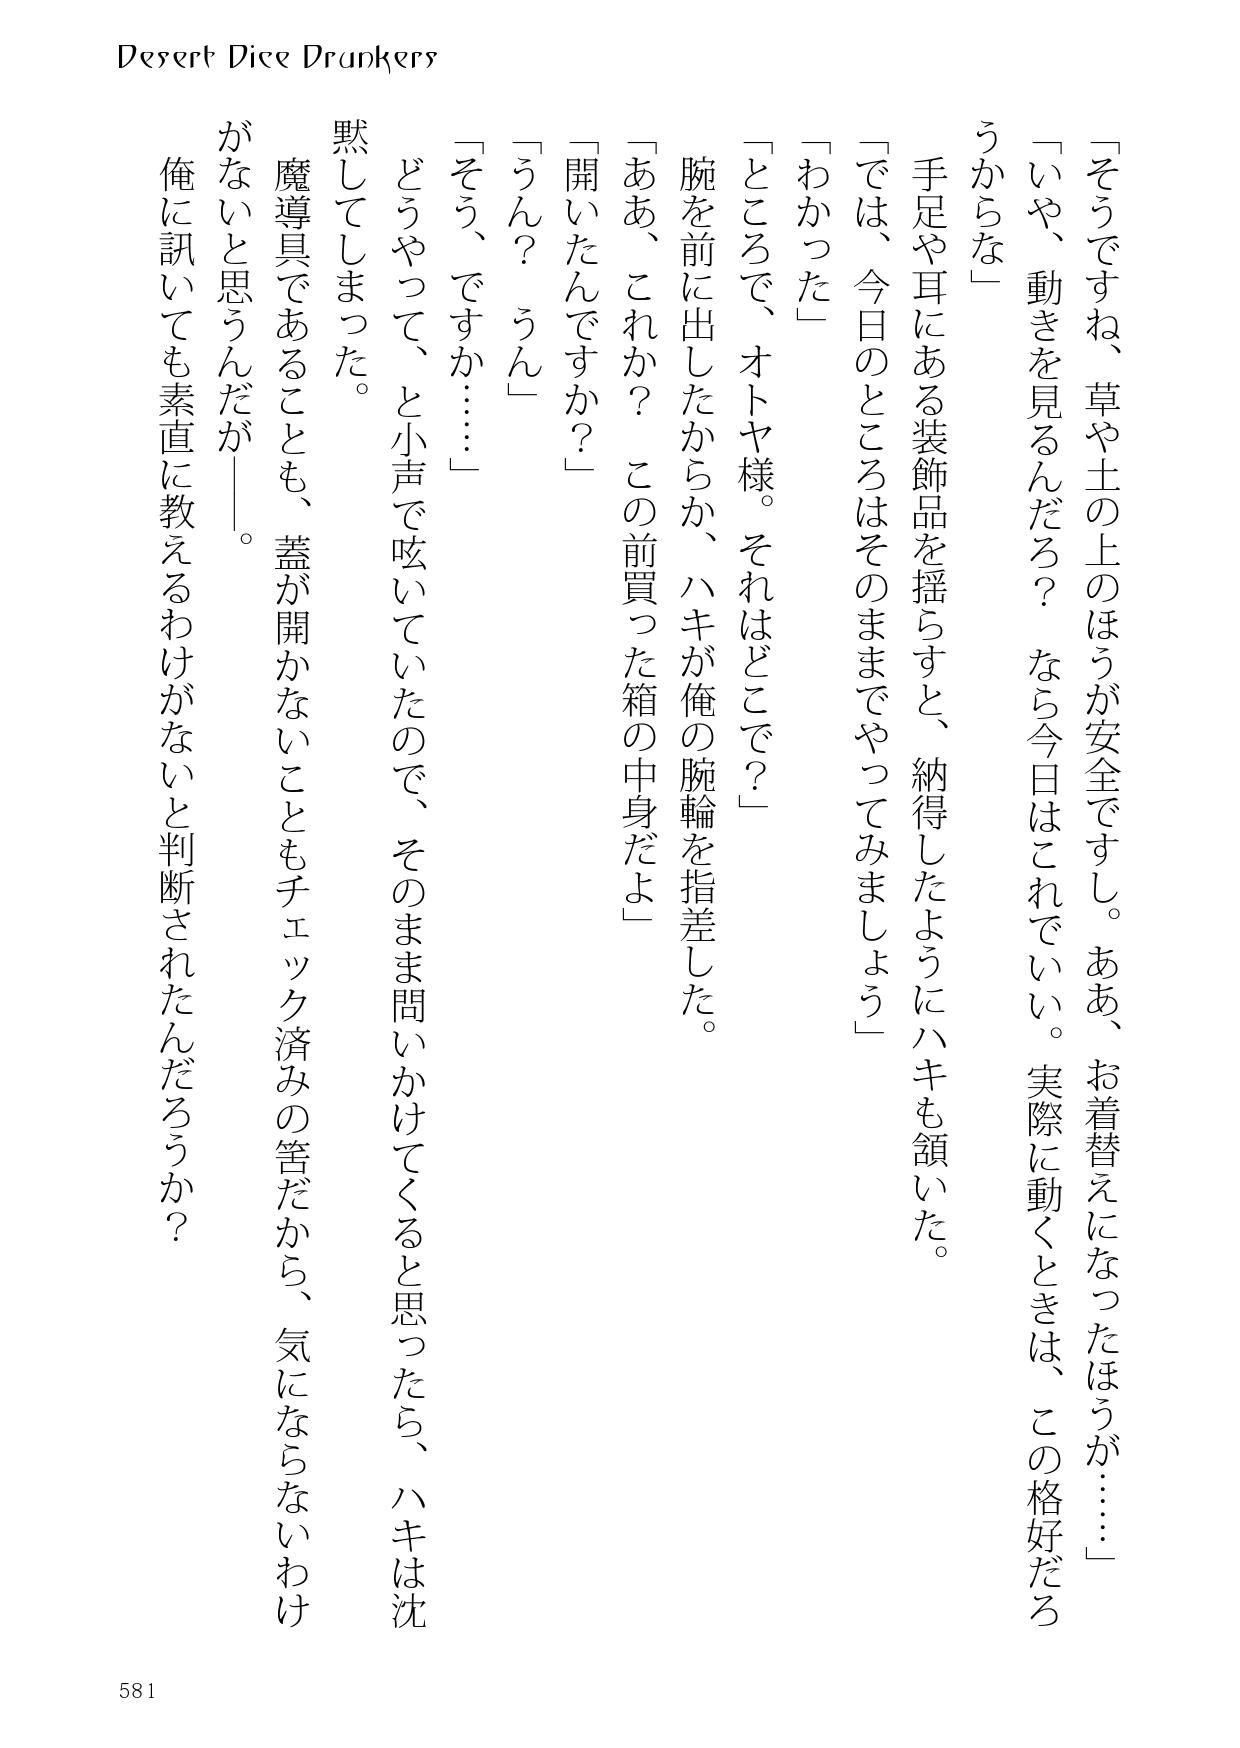 Desert Dice Drunkers
「そうですね、草や土の上のほうが安全ですし。ああ、お着替えになったほうが……」
「いや、動きを見るんだろ？　なら今日はこれでいい。実際に動くときは、この格好だろ
うからな」
　手足や耳にある装飾品を揺らすと、納得したようにハキも頷いた。
「では、今日のところはそのままでやってみましょう」
「わかった」
「ところで、オトヤ様。それはどこで？」
　腕を前に出したからか、ハキが俺の腕輪を指差した。
「ああ、これか？　この前買った箱の中身だよ」
「開いたんですか？」
「うん？　うん」
「そう、ですか……」
　どうやって、と小声で呟いていたので、そのまま問いかけてくると思ったら、ハキは沈
黙してしまった。
　魔導具であることも、蓋が開かないこともチェック済みの筈だから、気にならないわけ
がないと思うんだが――。
　俺に訊いても素直に教えるわけがないと判断されたんだろうか？
581